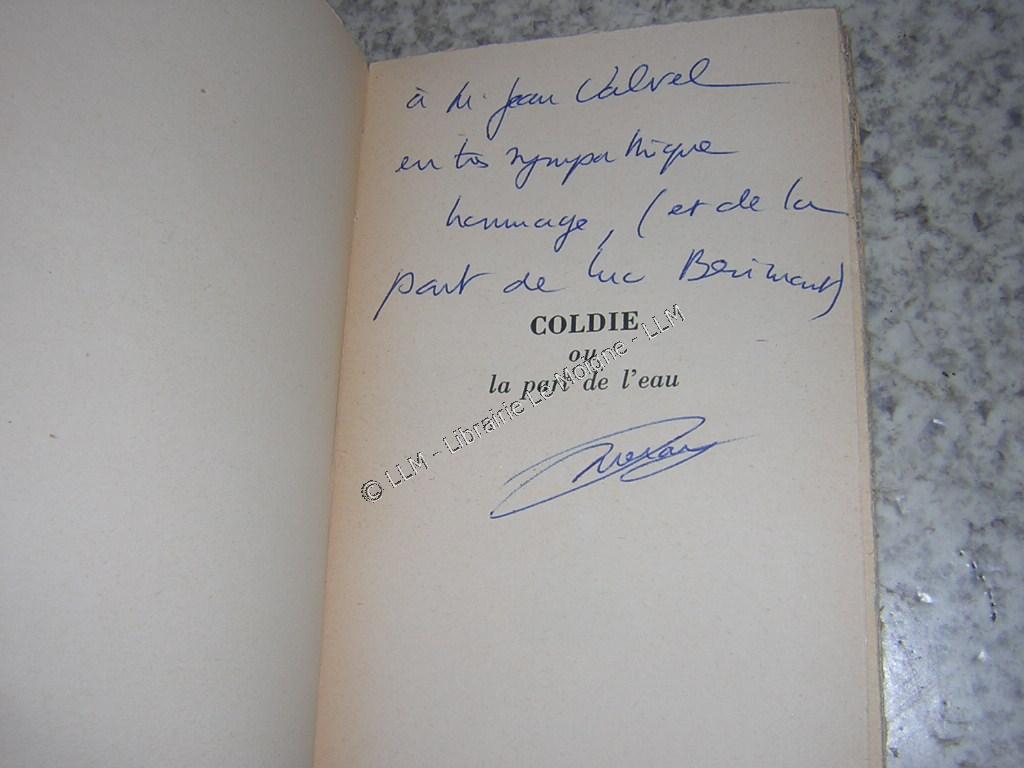 à M. Jean Calvel
en très sympathique
hommage, (et de la
part de Luc Berimont)
COLDIE
ou
la part de l'eau
© LLM - Librairie Le Moigne - LLM